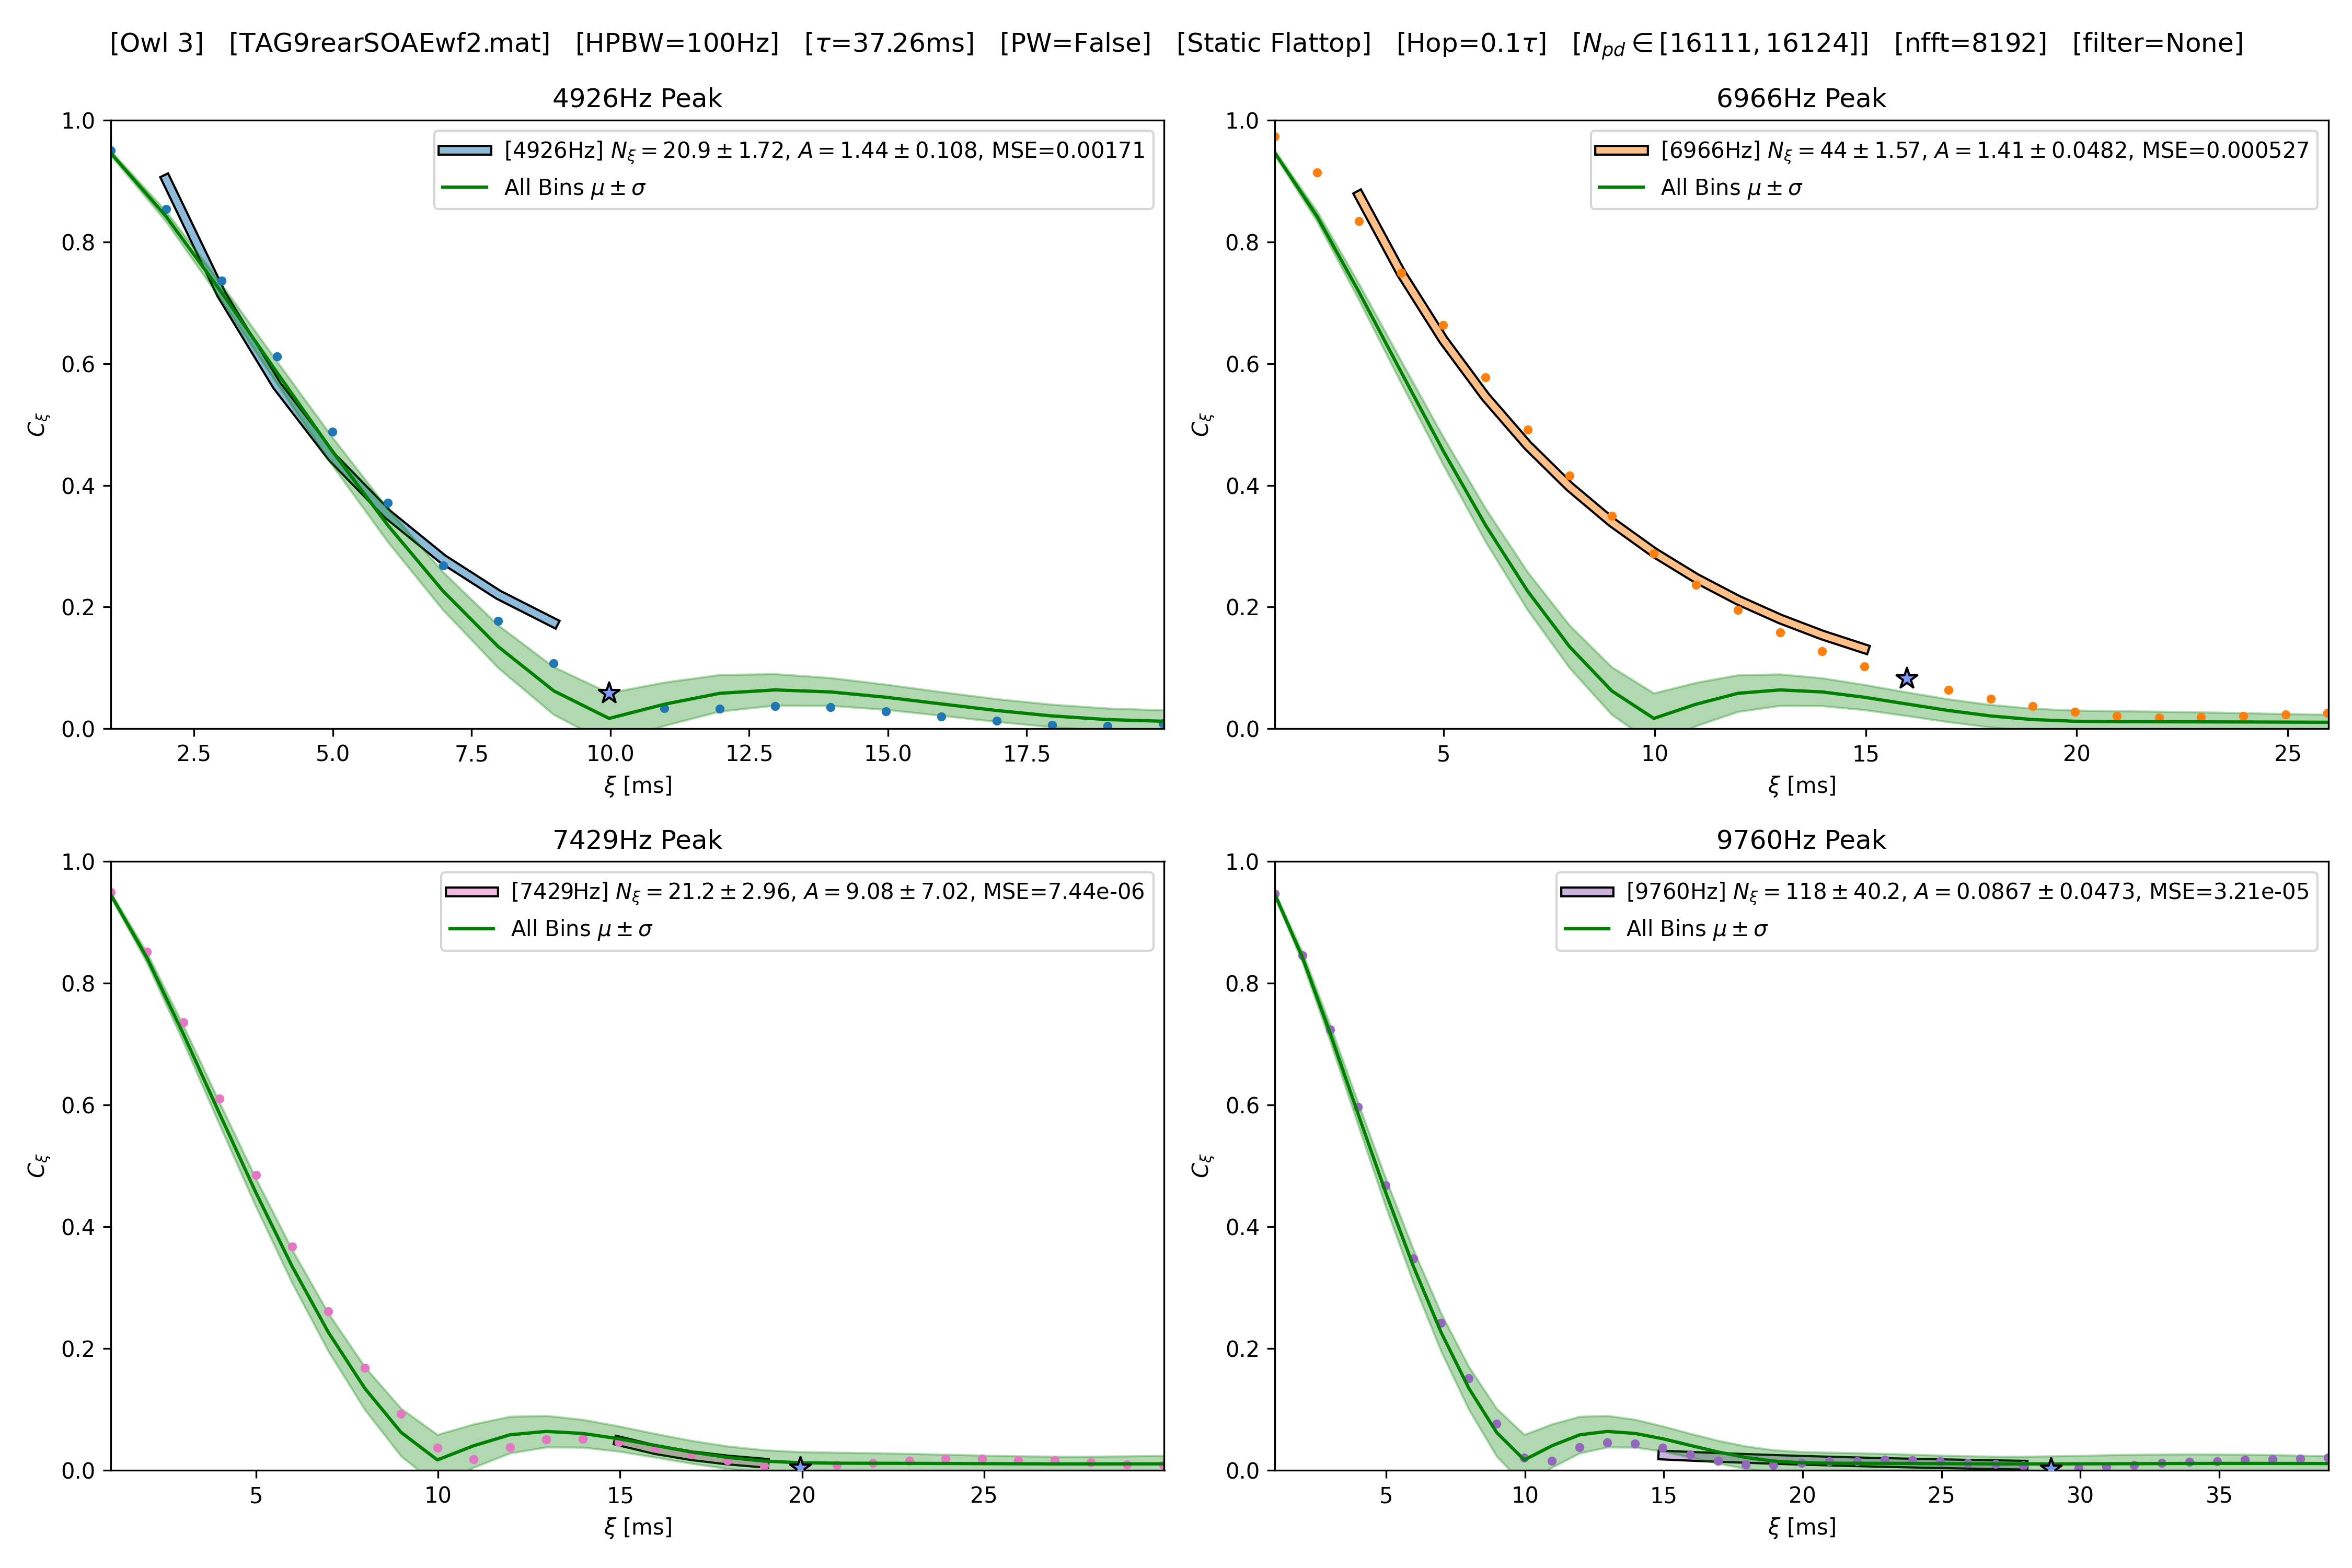 [Owl 3] [TAG9rearSOAEwf2.mat] [HPBW=100Hz] [τ=37.26ms] [PW=False] [Static Flattop] [Hop=0.1τ] [N_pd ∈ [16111, 16124]] [nfft=8192] [filter=None]
4926Hz Peak
[4926Hz] N_ξ = 20.9 ± 1.72, A = 1.44 ± 0.108, MSE=0.00171
All Bins μ ± σ
1.0
0.8
0.6
0.4
0.2
0.0
C_ξ
2.5 5.0 7.5 10.0 12.5 15.0 17.5
ξ [ms]
6966Hz Peak
[6966Hz] N_ξ = 44 ± 1.57, A = 1.41 ± 0.0482, MSE=0.000527
All Bins μ ± σ
1.0
0.8
0.6
0.4
0.2
0.0
C_ξ
5 10 15 20 25
ξ [ms]
7429Hz Peak
[7429Hz] N_ξ = 21.2 ± 2.96, A = 9.08 ± 7.02, MSE=7.44e-06
All Bins μ ± σ
1.0
0.8
0.6
0.4
0.2
0.0
C_ξ
5 10 15 20 25
ξ [ms]
9760Hz Peak
[9760Hz] N_ξ = 118 ± 40.2, A = 0.0867 ± 0.0473, MSE=3.21e-05
All Bins μ ± σ
1.0
0.8
0.6
0.4
0.2
0.0
C_ξ
5 10 15 20 25 30 35
ξ [ms]